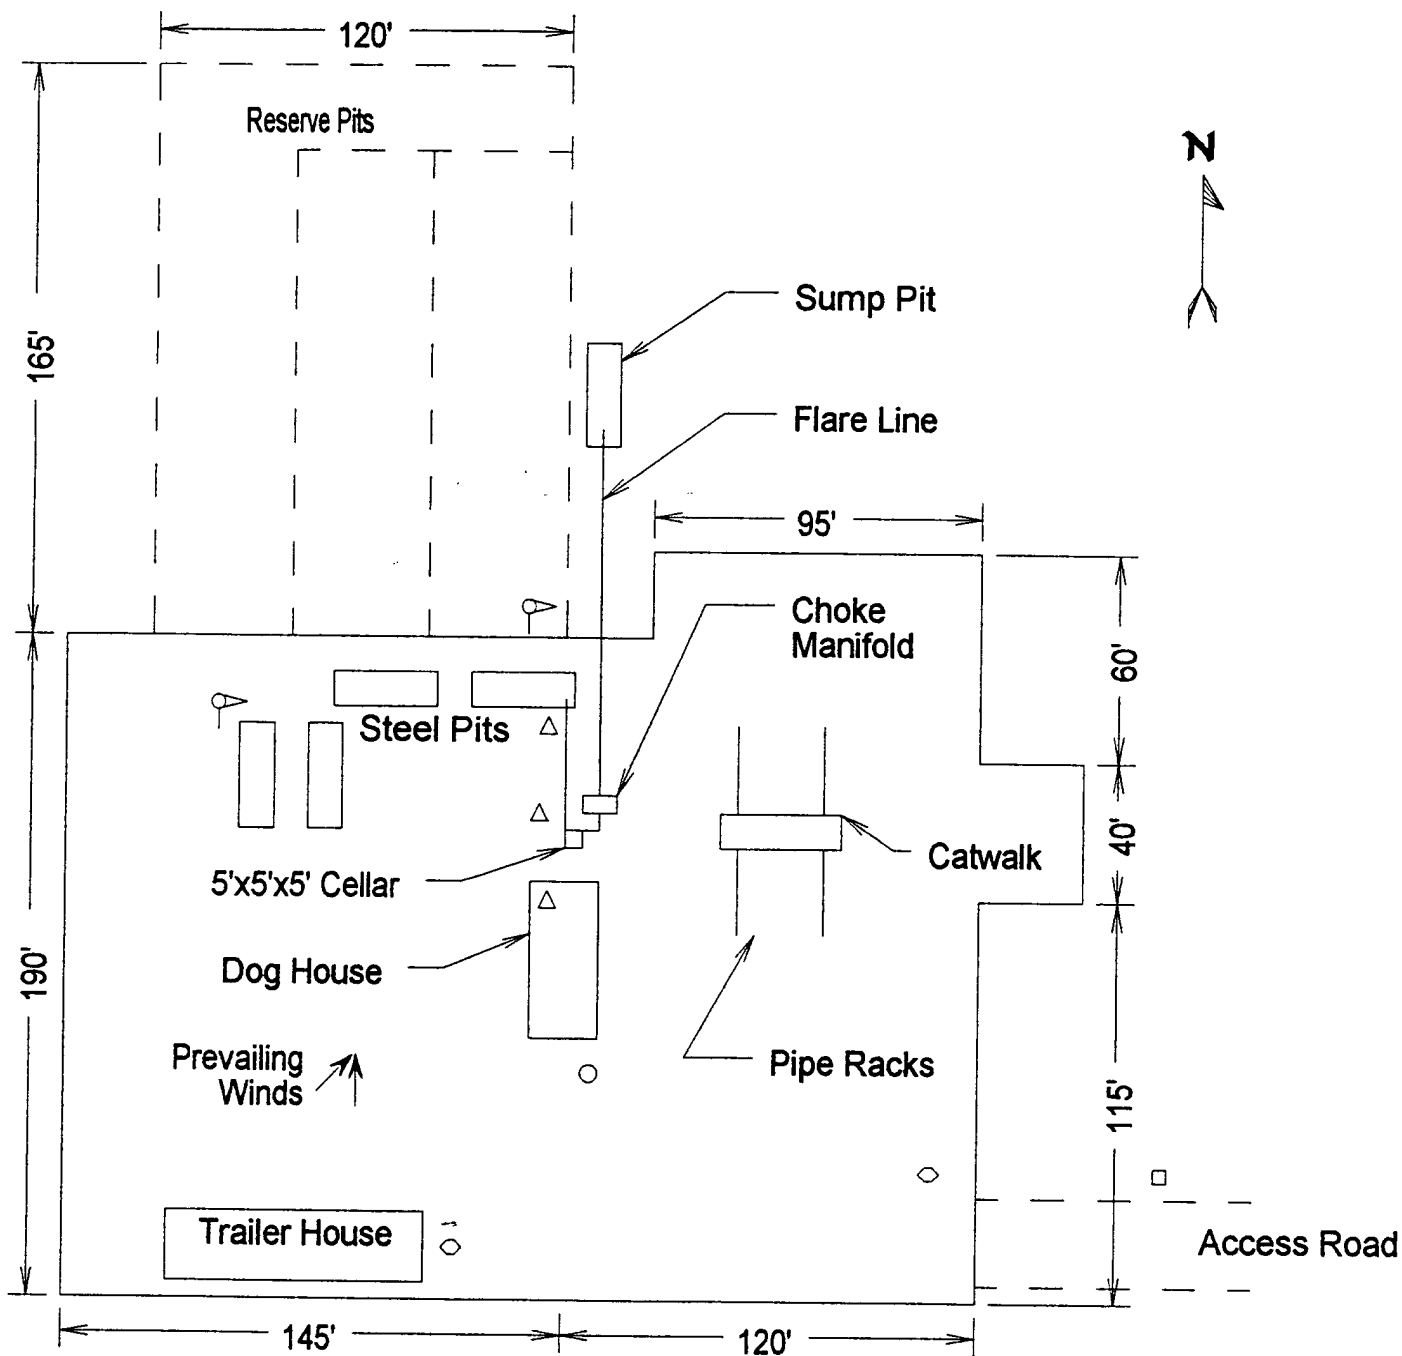 120'
Reserve Pits
N
Sump Pit
165'
Flare Line
95'
Choke
Manifold
60'
Steel Pits
40'
Catwalk
5'x5'x5' Cellar
190'
Dog House
Prevailing
Winds
Pipe Racks
115'
Trailer House
Access Road
145'
120'